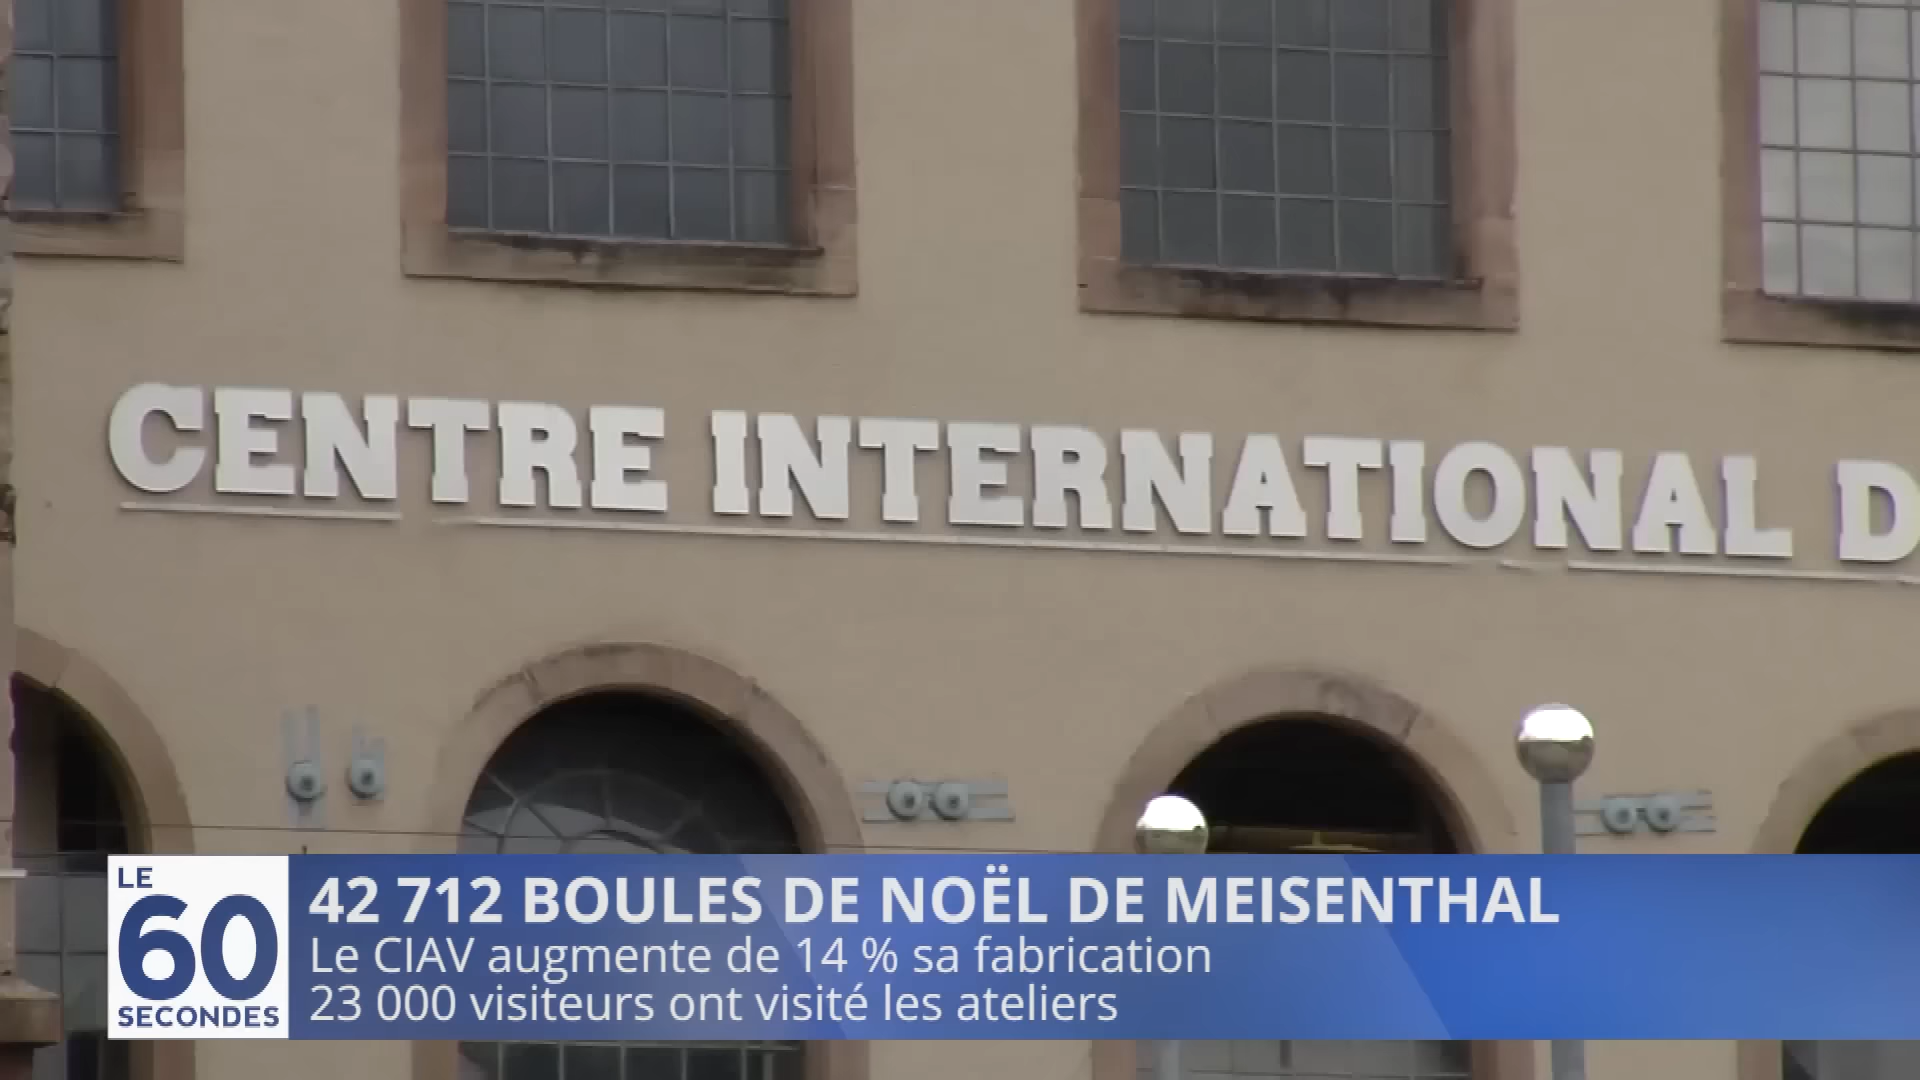 CENTRE INTERNATIONAL D
LE
60
SECONDES
42 712 BOULES DE NOËL DE MEISENTHAL
Le CIAV augmente de 14 % sa fabrication
23 000 visiteurs ont visité les ateliers